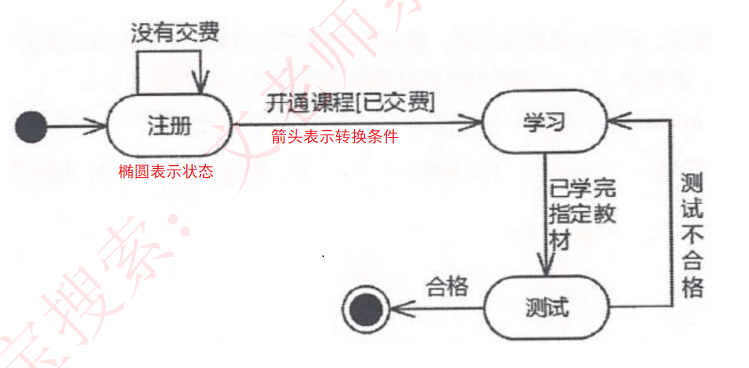 没有交费
注册
开通课程[已交费]
箭头表示转换条件
学习
椭圆表示状态
已学完
指定教
材
测
试
不
合
格
合格
测试